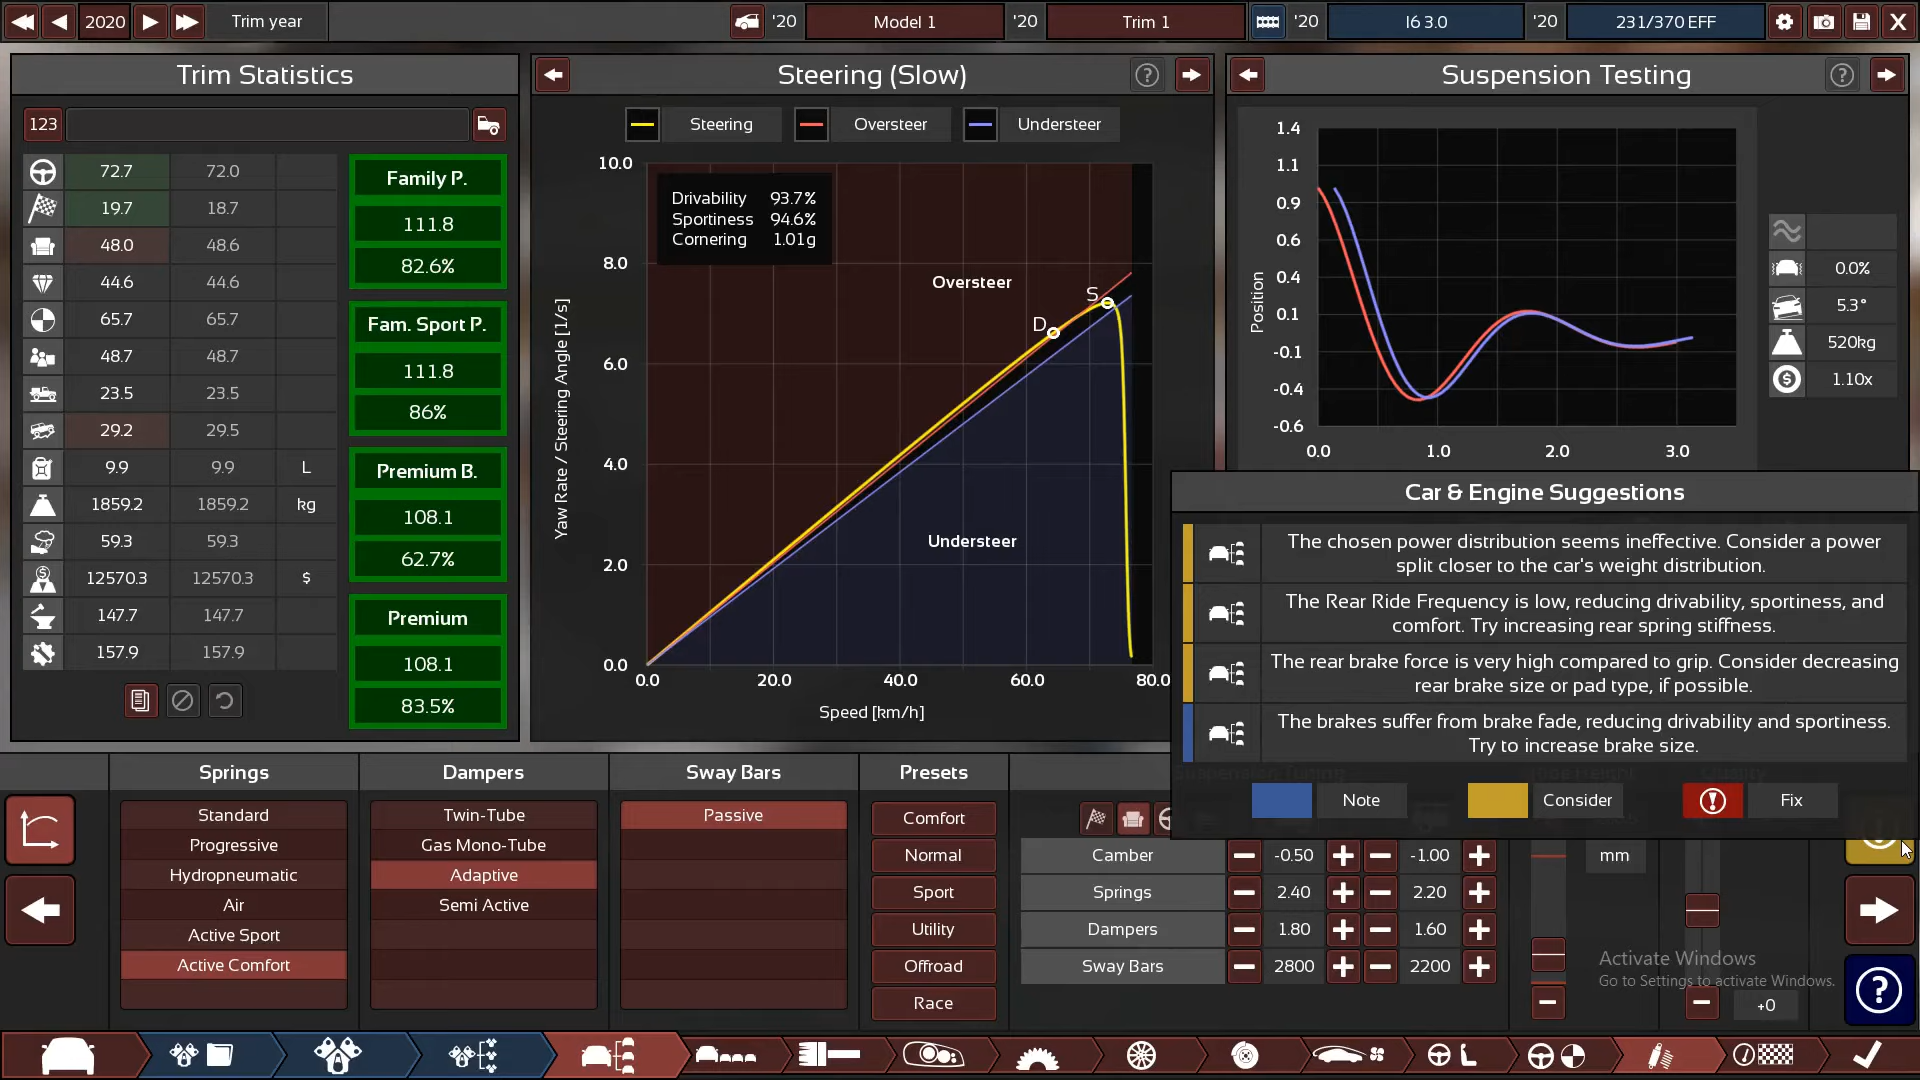 2020
Trim year
'20
Model 1
'20
Trim 1
'20
I6 3.0
'20
231/370 EFF
X
Trim Statistics
123
72.7 72.0
19.7 18.7
48.0 48.6
44.6 44.6
65.7 65.7
48.7 48.7
23.5 23.5
29.2 29.5
9.9 9.9 L
1859.2 1859.2 kg
59.3 59.3
12570.3 12570.3 $
147.7 147.7
157.9 157.9
Family P.
111.8
82.6%
Fam. Sport P.
111.8
86%
Premium B.
108.1
62.7%
Premium
108.1
83.5%
Steering (Slow)
?
Steering
Oversteer
Understeer
Drivability 93.7%
Sportiness 94.6%
Cornering 1.01g
Oversteer
S
D
Understeer
10.0
8.0
6.0
4.0
2.0
0.0
Yaw Rate / Steering Angle [1/s]
0.0 20.0 40.0 60.0 80.0
Speed [km/h]
Suspension Testing
?
1.4
1.1
0.9
0.6
0.4
0.1
-0.1
-0.4
-0.6
Position
0.0 1.0 2.0 3.0
0.0%
5.3°
520kg
1.10x
Car & Engine Suggestions
The chosen power distribution seems ineffective. Consider a power
split closer to the car's weight distribution.
The Rear Ride Frequency is low, reducing drivability, sportiness, and
comfort. Try increasing rear spring stiffness.
The rear brake force is very high compared to grip. Consider decreasing
rear brake size or pad type, if possible.
The brakes suffer from brake fade, reducing drivability and sportiness.
Try to increase brake size.
Note
Consider
Fix
Springs
Standard
Progressive
Hydropneumatic
Air
Active Sport
Active Comfort
Dampers
Twin-Tube
Gas Mono-Tube
Adaptive
Semi Active
Sway Bars
Passive
Presets
Comfort
Normal
Sport
Utility
Offroad
Race
Camber -0.50 -1.00
Springs 2.40 2.20
Dampers 1.80 1.60
Sway Bars 2800 2200
mm
+0
Activate Windows
Go to Settings to activate Windows.
?